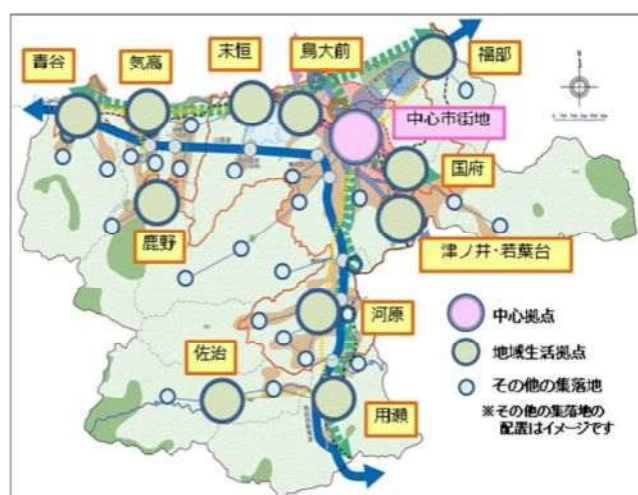 青谷
気高
末恒
鳥大前
福部
中心市街地
国府
鹿野
津ノ井・若葉台
河原
佐治
用瀬
中心拠点
地域生活拠点
その他の集落地
※その他の集落地の
配置はイメージです